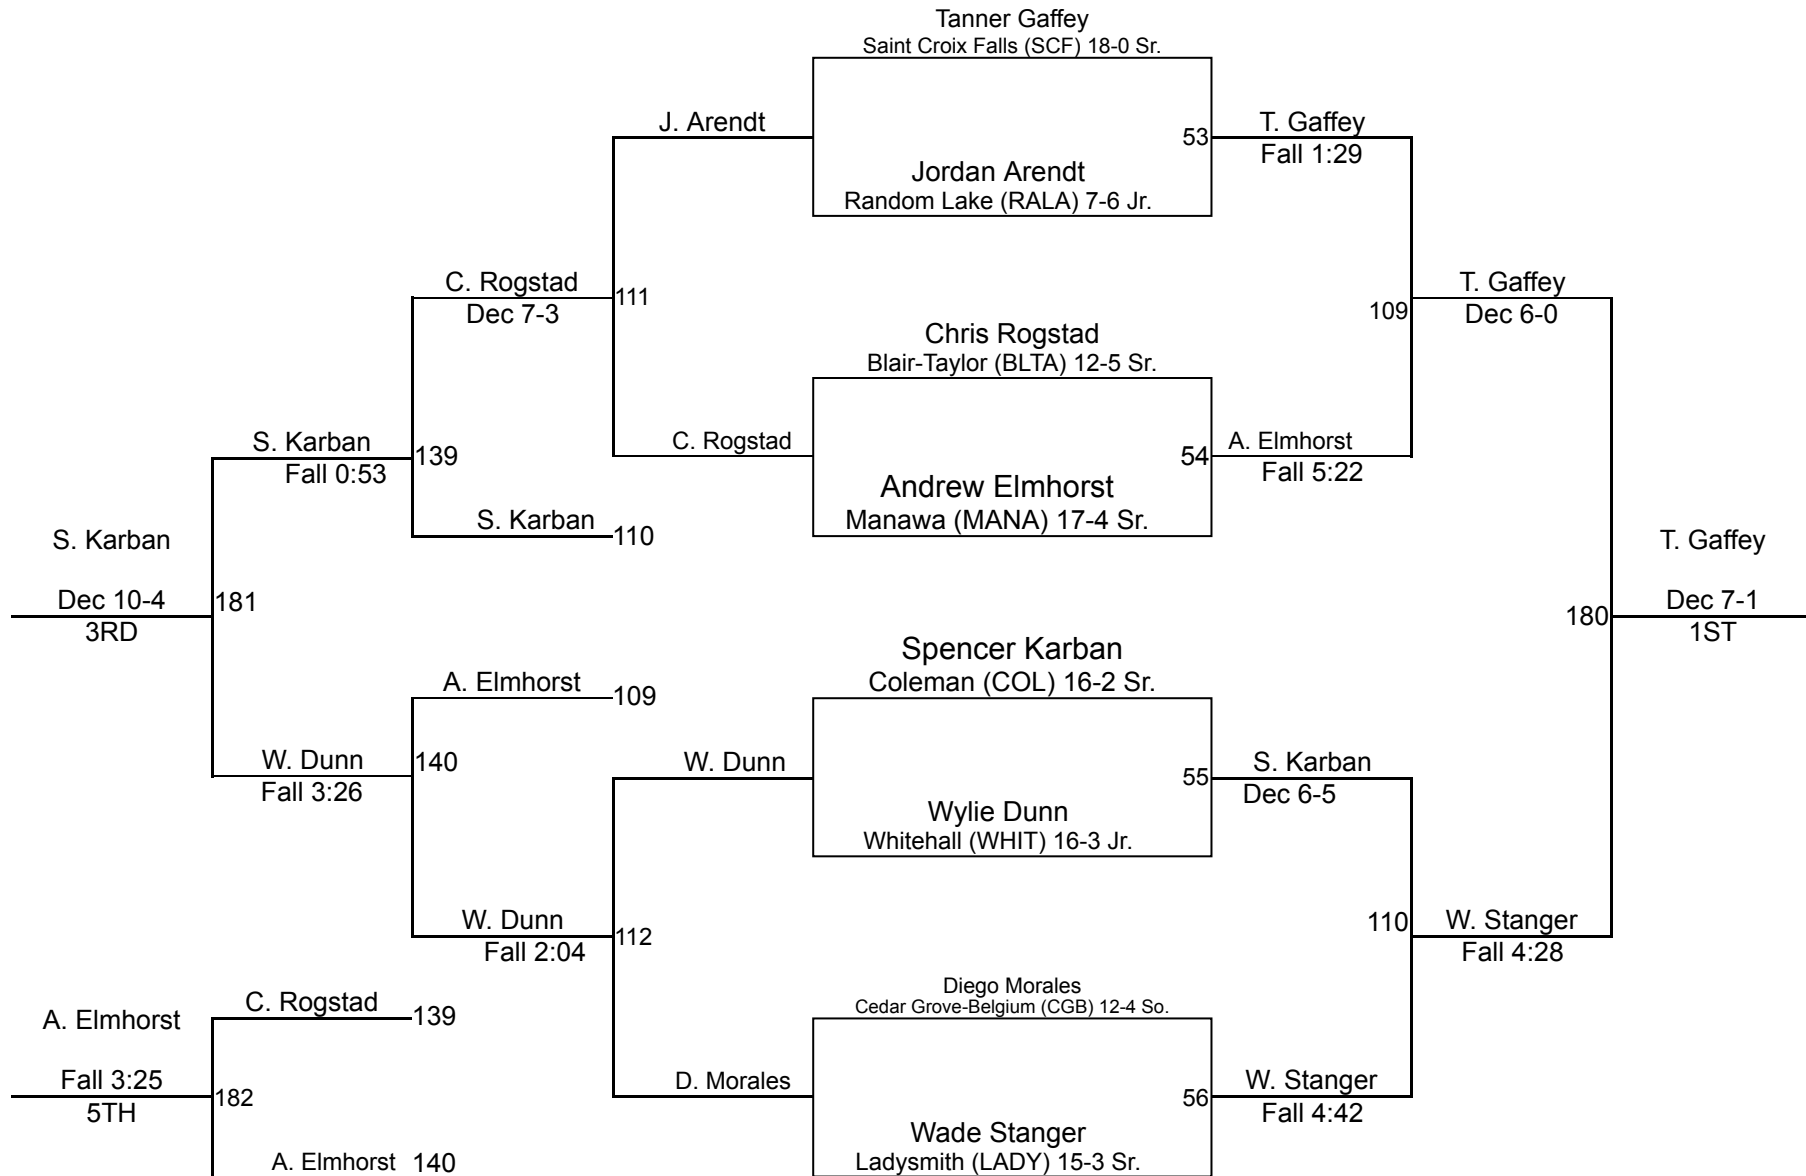 Tanner Gaffey
Saint Croix Falls (SCF) 18-0 Sr.
J. Arendt
53
T. Gaffey
Fall 1:29
Jordan Arendt
Random Lake (RALA) 7-6 Jr.
C. Rogstad
Dec 7-3
111
109
T. Gaffey
Dec 6-0
Chris Rogstad
Blair-Taylor (BLTA) 12-5 Sr.
S. Karban
Fall 0:53
139
C. Rogstad
54
A. Elmhorst
Fall 5:22
Andrew Elmhorst
Manawa (MANA) 17-4 Sr.
S. Karban
110
S. Karban
Dec 10-4
3RD
181
T. Gaffey
180
Dec 7-1
1ST
Spencer Karban
Coleman (COL) 16-2 Sr.
A. Elmhorst
109
W. Dunn
Fall 3:26
140
W. Dunn
55
S. Karban
Dec 6-5
Wylie Dunn
Whitehall (WHIT) 16-3 Jr.
W. Dunn
Fall 2:04
112
110
W. Stanger
Fall 4:28
Diego Morales
Cedar Grove-Belgium (CGB) 12-4 So.
C. Rogstad
139
A. Elmhorst
Fall 3:25
5TH
182
D. Morales
56
W. Stanger
Fall 4:42
Wade Stanger
Ladysmith (LADY) 15-3 Sr.
A. Elmhorst
140